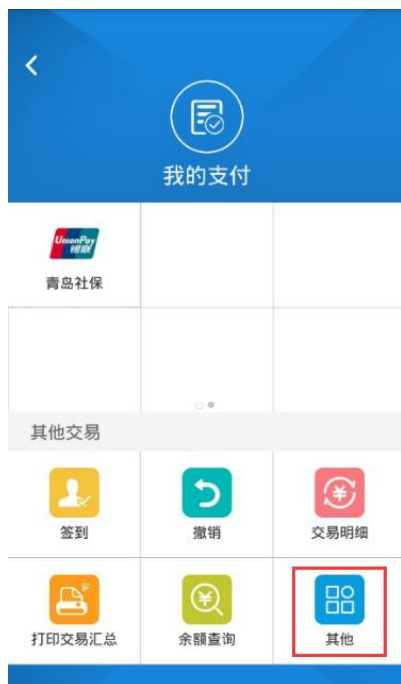 我的支付
UnionPay
银联
青岛社保
其他交易
签到
撤销
交易明细
打印交易汇总
余额查询
其他